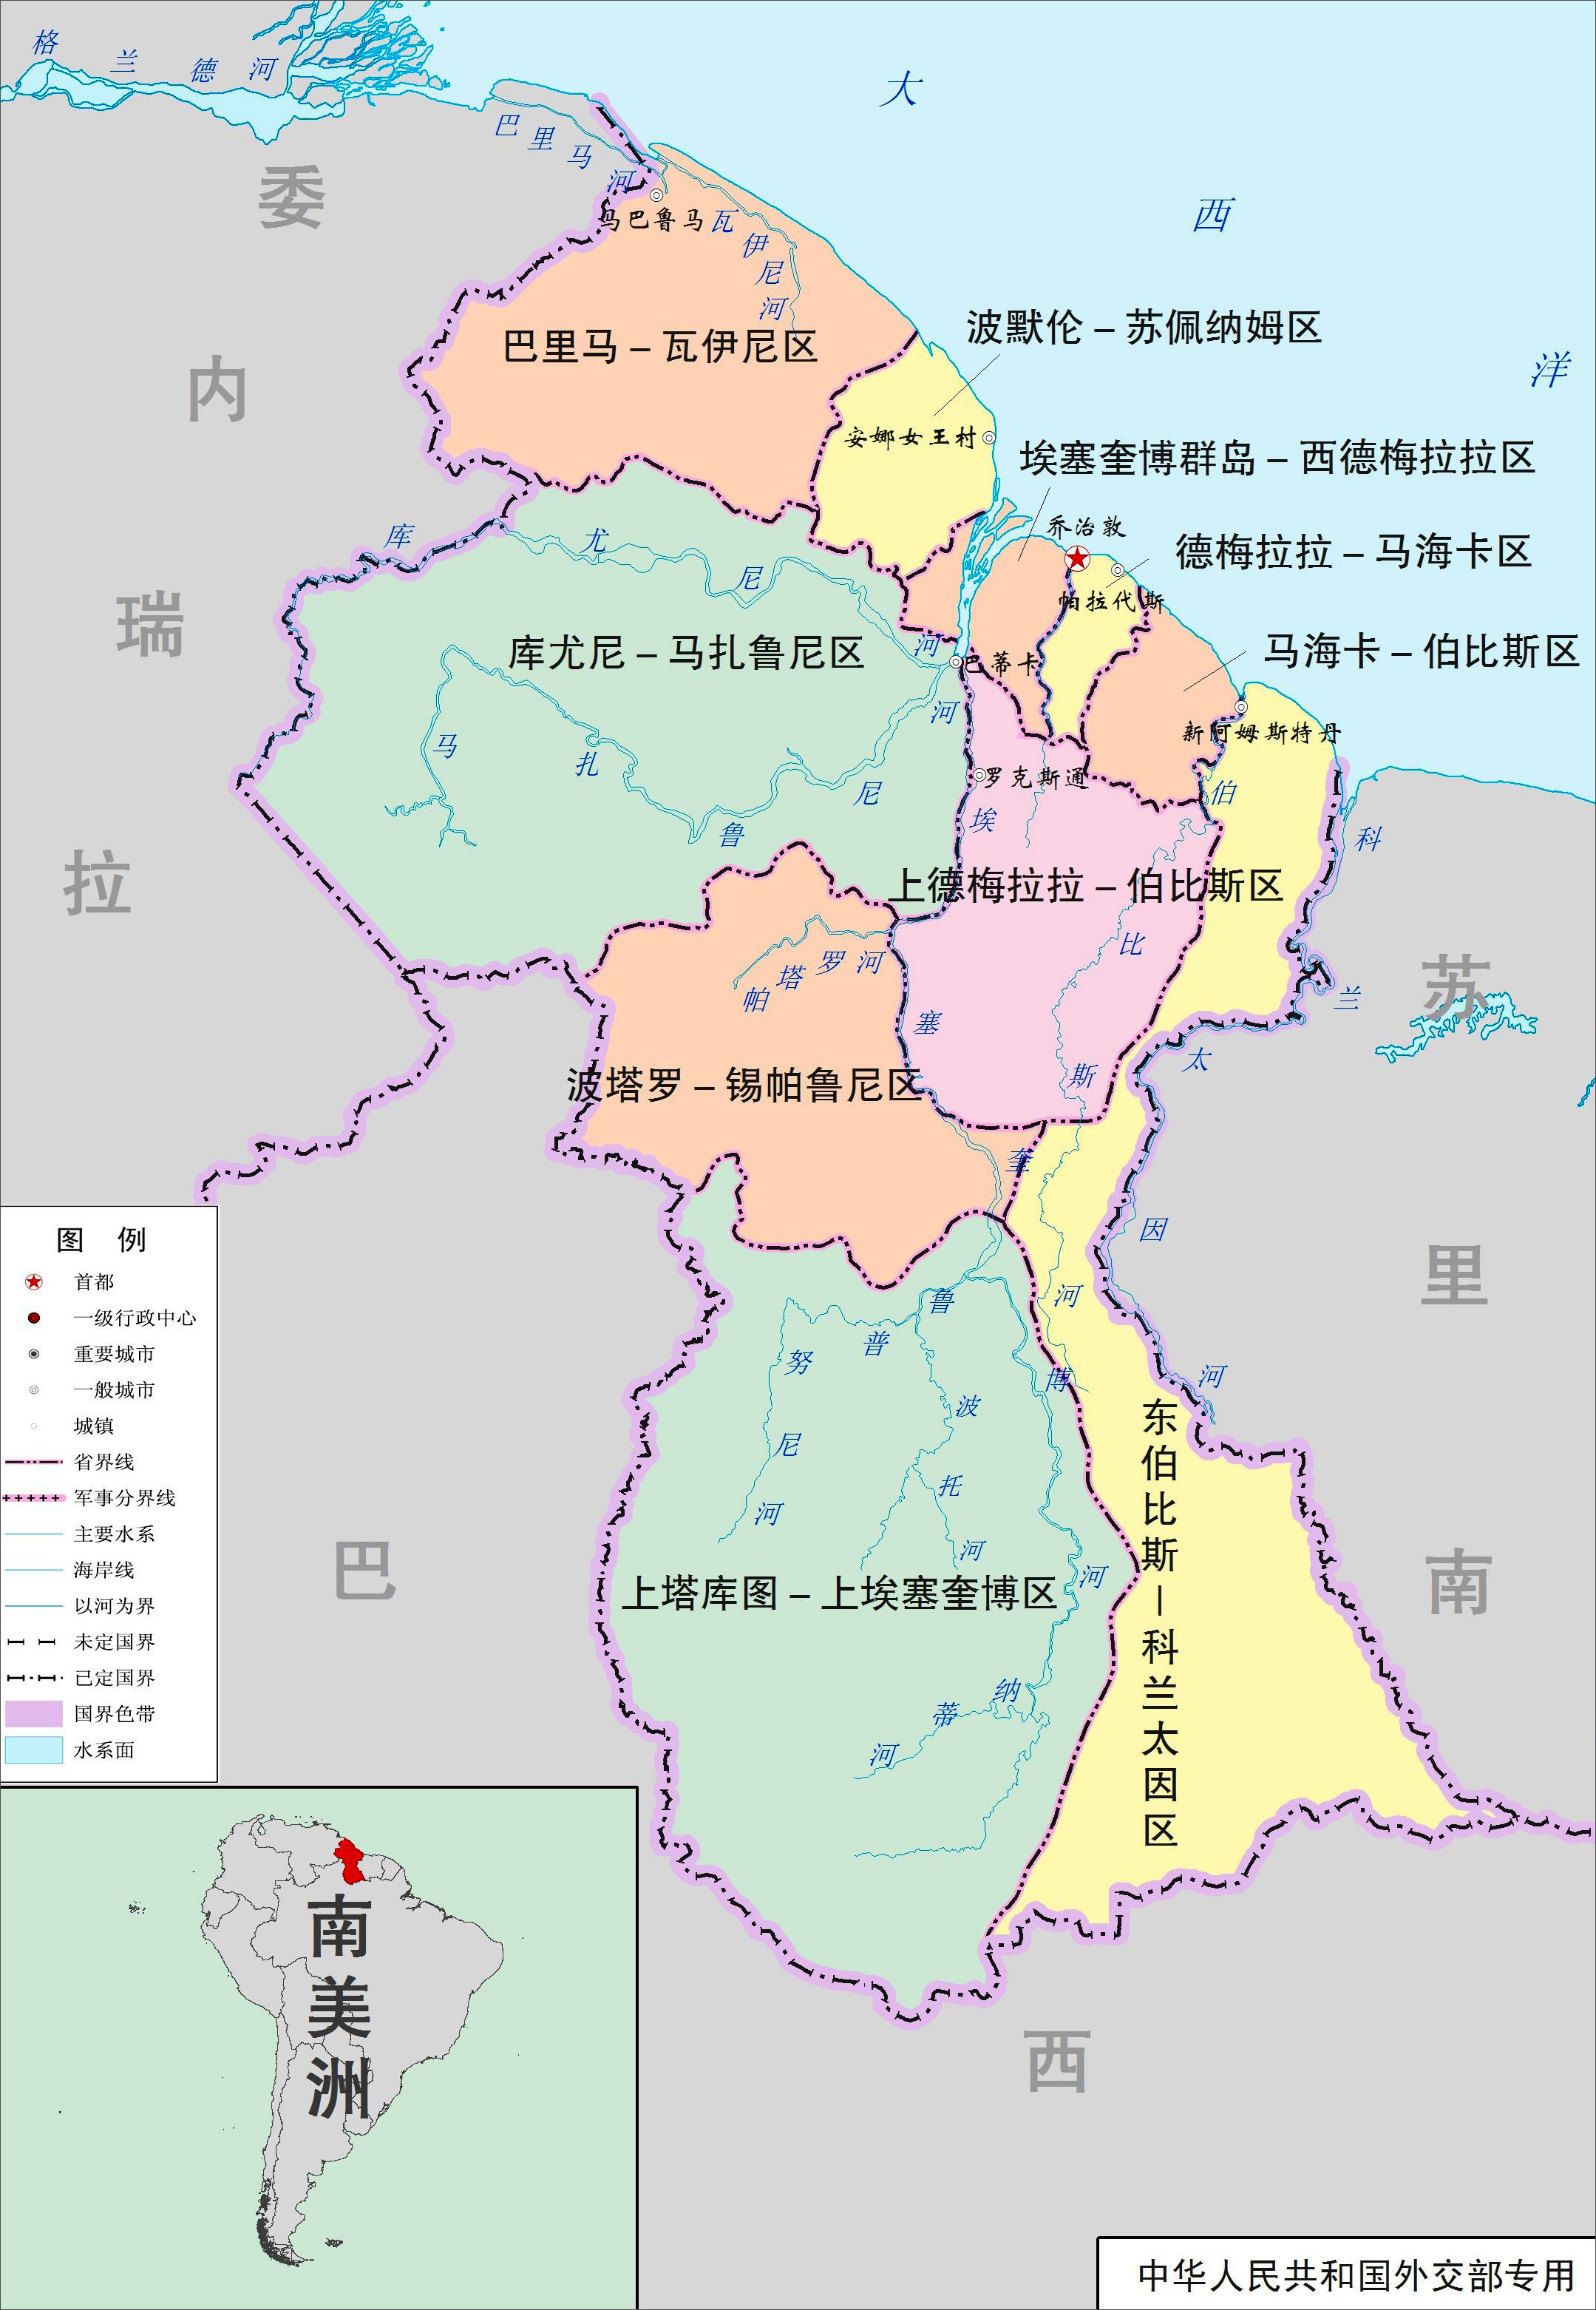 格兰德河
大西洋
巴里马河
马巴鲁马
瓦伊尼河
委内瑞拉
巴里马－瓦伊尼区
波默伦－苏佩纳姆区
安娜女王村
埃塞奎博群岛－西德梅拉拉区
乔治敦
德梅拉拉－马海卡区
帕拉代斯
库尤尼河
库尤尼－马扎鲁尼区
巴蒂卡
马海卡－伯比斯区
马扎鲁尼河
新阿姆斯特丹
罗克斯通
伯比斯河
埃塞奎博河
科兰太因河
上德梅拉拉－伯比斯区
帕塔罗河
苏里南
波塔罗－锡帕鲁尼区
鲁普努尼河
波托河
东伯比斯－科兰太因区
上塔库图－上埃塞奎博区
纳蒂河
巴西
图 例
首都
一级行政中心
重要城市
一般城市
城镇
省界线
军事分界线
主要水系
海岸线
以河为界
未定国界
已定国界
国界色带
水系面
南美洲
中华人民共和国外交部专用